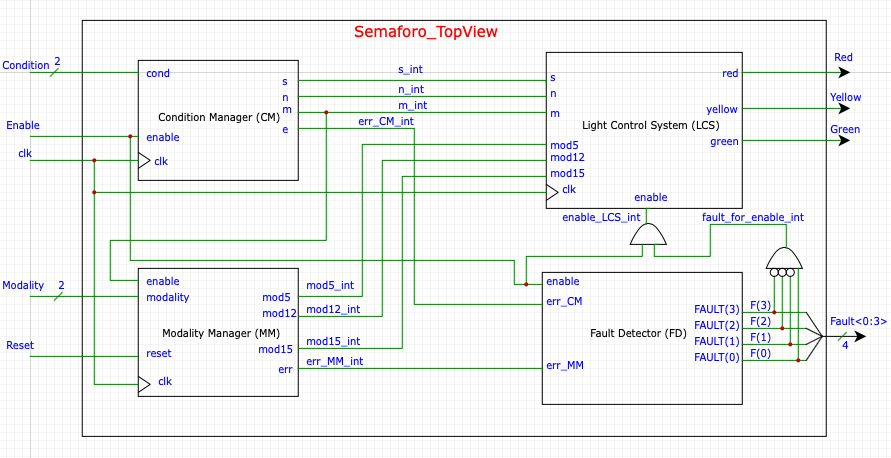 Semaforo_TopView
Condition 2
cond
s
n
m
e
Condition Manager (CM)
Enable
enable
clk
clk
s_int
n_int
m_int
err_CM_int
s
n
m
mod5
mod12
mod15
clk
Light Control System (LCS)
red
yellow
green
enable
Red
Yellow
Green
enable_LCS_int
fault_for_enable_int
Modality 2
enable
modality
Modality Manager (MM)
Reset
reset
clk
mod5
mod12
mod15
err
mod5_int
mod12_int
mod15_int
err_MM_int
enable
err_CM
Fault Detector (FD)
err_MM
FAULT(3)
FAULT(2)
FAULT(1)
FAULT(0)
F(3)
F(2)
F(1)
F(0)
Fault<0:3>
4